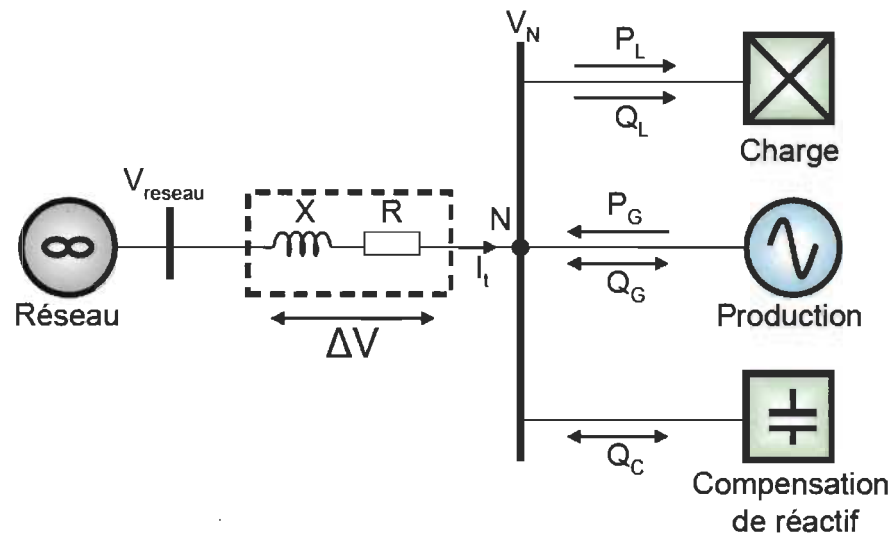 V_N
P_L
Q_L
Charge
V_reseau
X
R
N
I_t
P_G
Q_G
∞
Réseau
ΔV
Production
Q_C
Compensation
de réactif